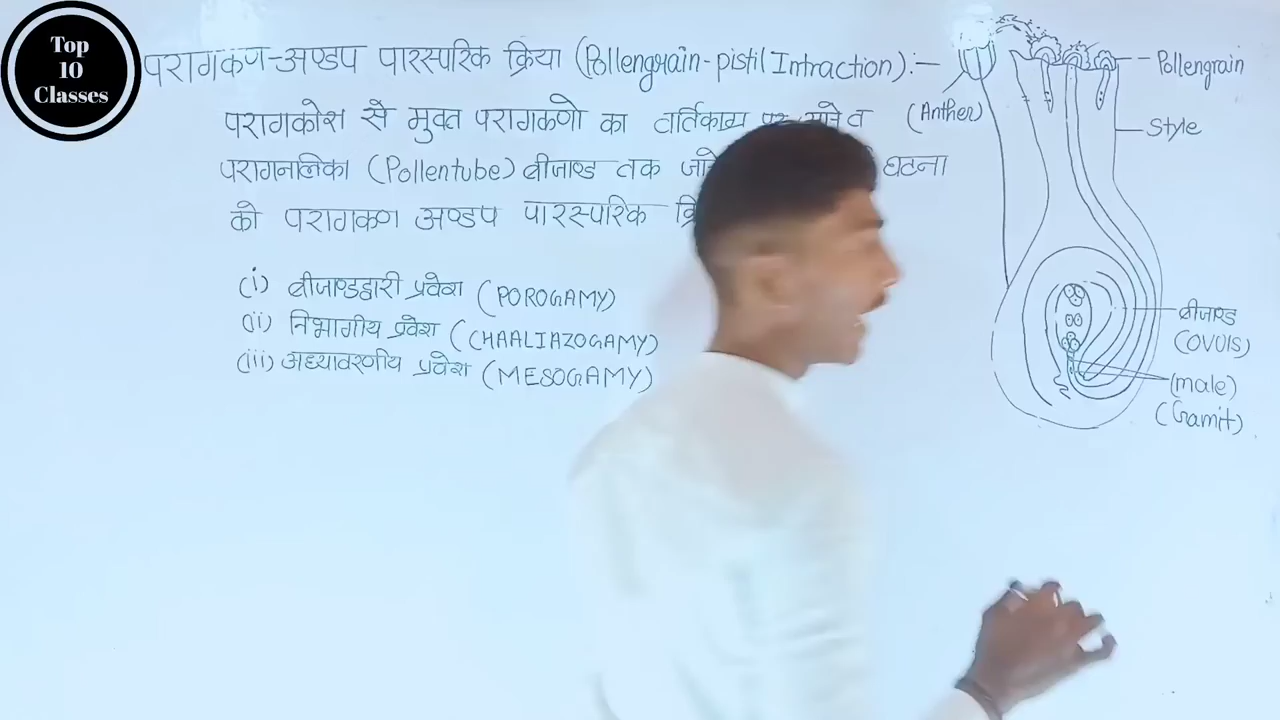 Top
10
Classes
परागकण-अण्डप पारस्परिक क्रिया (Pollengrain-pistil Intraction):-
परागकोश से मुक्त परागकणो का वर्तिकाग्र
परागनालिका (Pollentube) बीजाण्ड तक घटना
को परागकण अण्डप पारस्परिक
(i) बीजाण्डद्वारी प्रवेश (POROGAMY)
(ii) निभागीय प्रवेश (CHAALIAZOGAMY)
(iii) अध्यावरणीय प्रवेश (MESOGAMY)
Pollengrain
(Anther)
Style
बीजाण्ड
(OVUIS)
(male)
(Gamit)